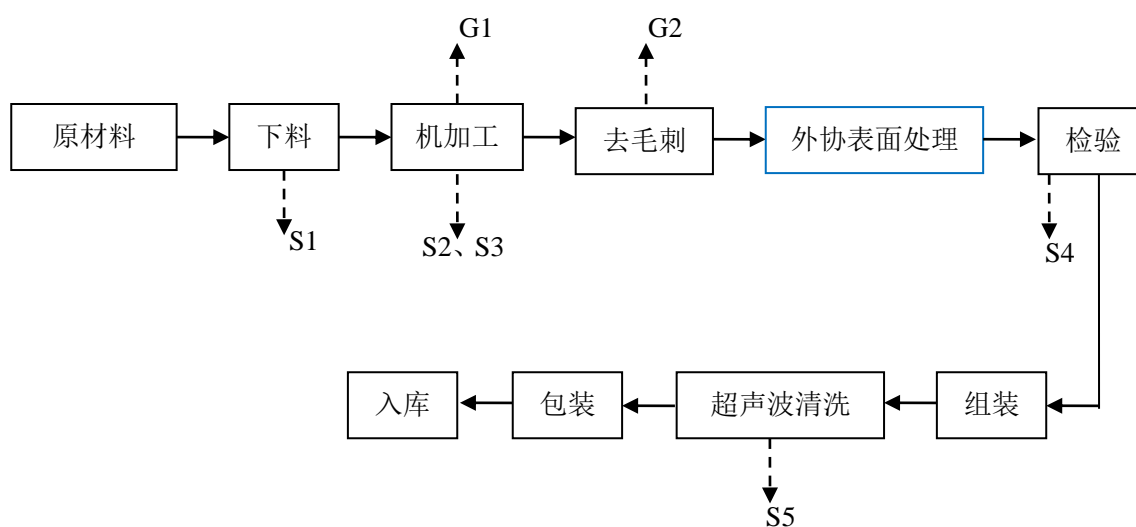 G1 G2
原材料 下料 机加工 去毛刺 外协表面处理 检验
S1 S2、S3 S4
入库 包装 超声波清洗 组装
S5